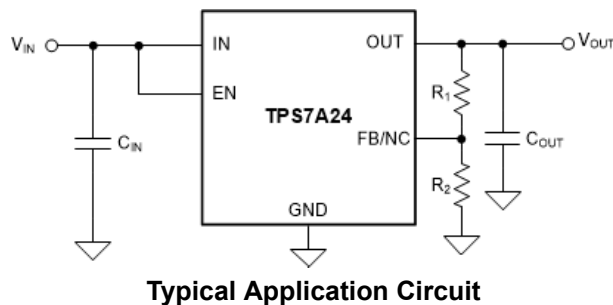 V_IN
IN
OUT
V_OUT
EN
R_1
TPS7A24
C_IN
FB/NC
C_OUT
R_2
GND
Typical Application Circuit